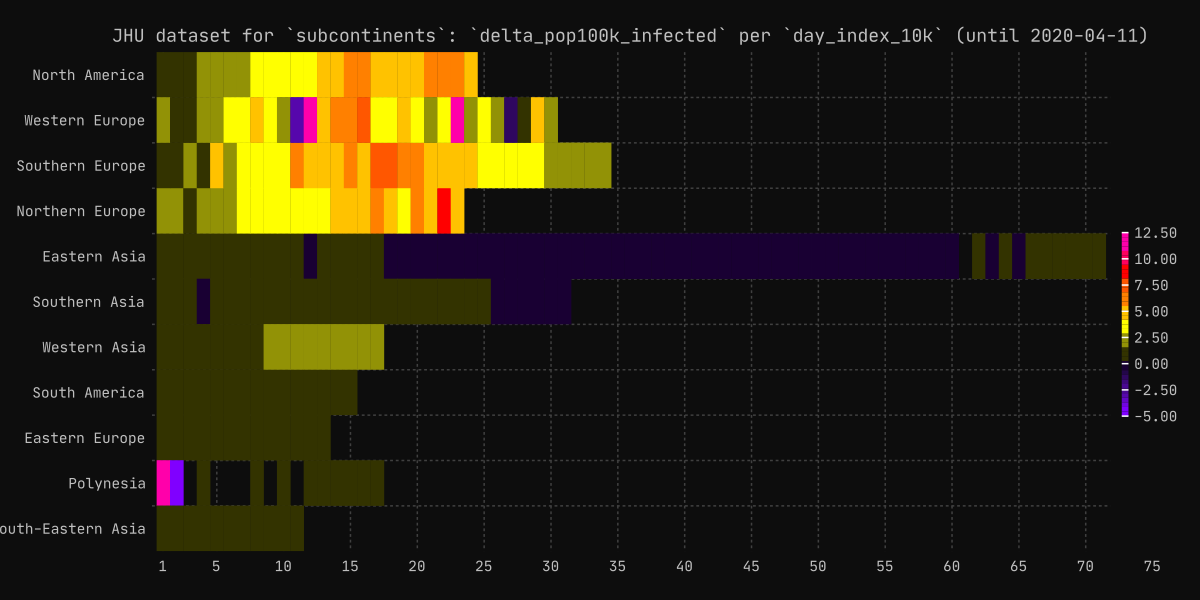 JHU dataset for `subcontinents`: `delta_pop100k_infected` per `day_index_10k` (until 2020-04-11)
North America
Western Europe
Southern Europe
Northern Europe
Eastern Asia
Southern Asia
Western Asia
South America
Eastern Europe
Polynesia
outh-Eastern Asia
1 5 10 15 20 25 30 35 40 45 50 55 60 65 70 75
12.50
10.00
7.50
5.00
2.50
0.00
-2.50
-5.00